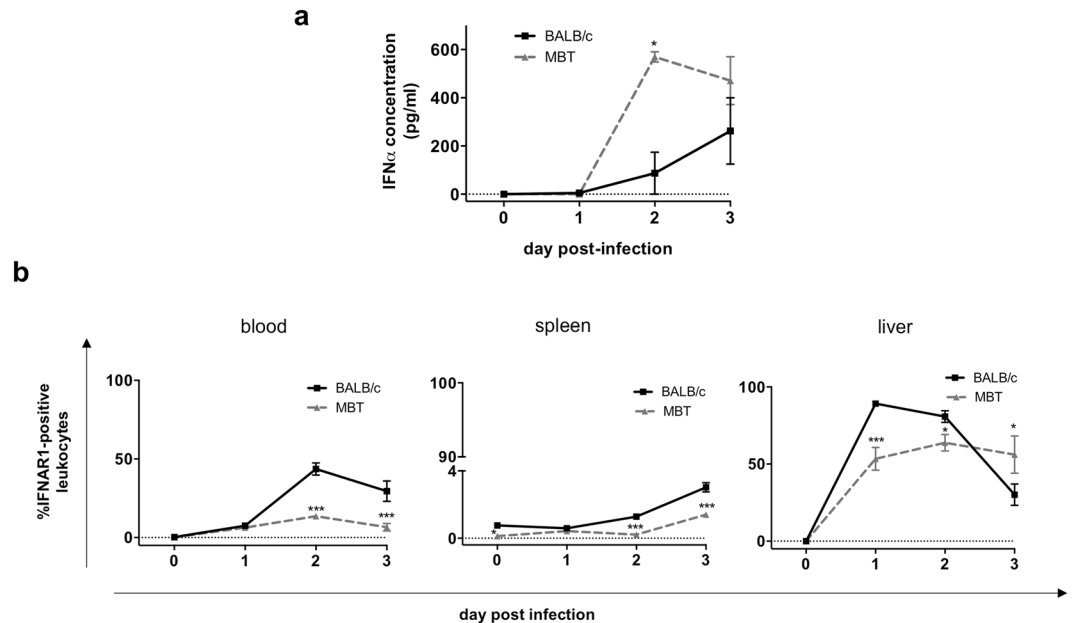 a
BALB/c
MBT
*
IFNα concentration
(pg/ml)
600
400
200
0
0 1 2 3
day post-infection
b
blood
spleen
liver
%IFNAR1-positive
leukocytes
100
50
0
BALB/c
MBT
***
***
0 1 2 3
100
90
4
0
BALB/c
MBT
*
***
***
0 1 2 3
100
50
0
BALB/c
MBT
***
*
*
0 1 2 3
day post infection